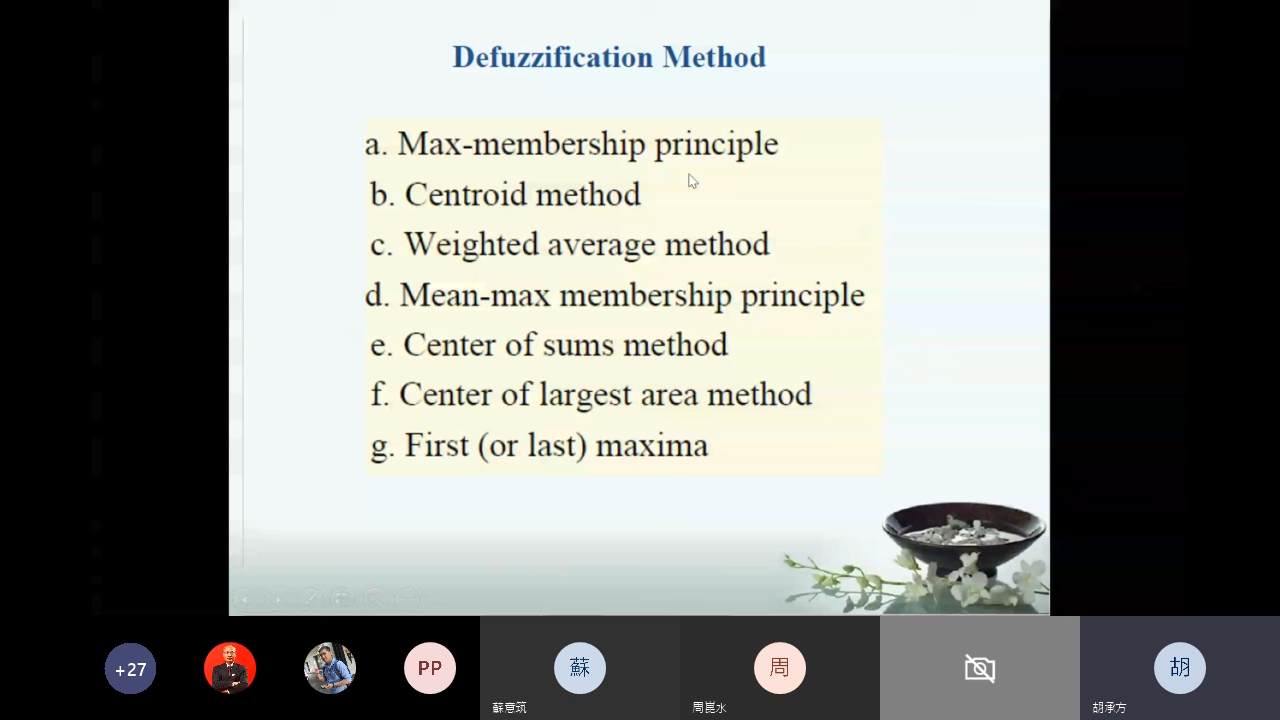 Defuzzification Method
a. Max-membership principle
b. Centroid method
c. Weighted average method
d. Mean-max membership principle
e. Center of sums method
f. Center of largest area method
g. First (or last) maxima
+27
PP
蘇
周
胡
蘇意筑
周崑水
胡承方